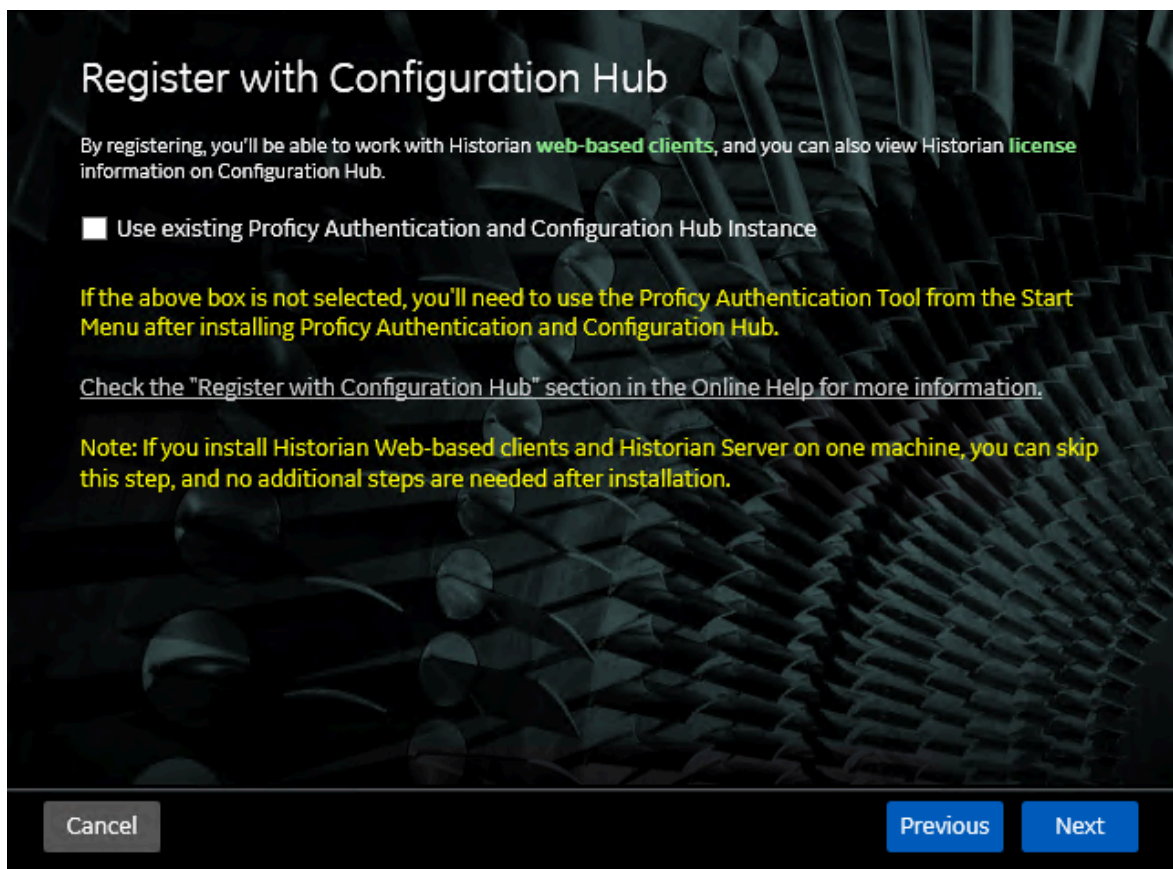 Register with Configuration Hub
By registering, you'll be able to work with Historian web-based clients, and you can also view Historian license
information on Configuration Hub.
Use existing Proficy Authentication and Configuration Hub Instance
If the above box is not selected, you'll need to use the Proficy Authentication Tool from the Start
Menu after installing Proficy Authentication and Configuration Hub.
Check the "Register with Configuration Hub" section in the Online Help for more information.
Note: If you install Historian Web-based clients and Historian Server on one machine, you can skip
this step, and no additional steps are needed after installation.
Cancel
Previous
Next